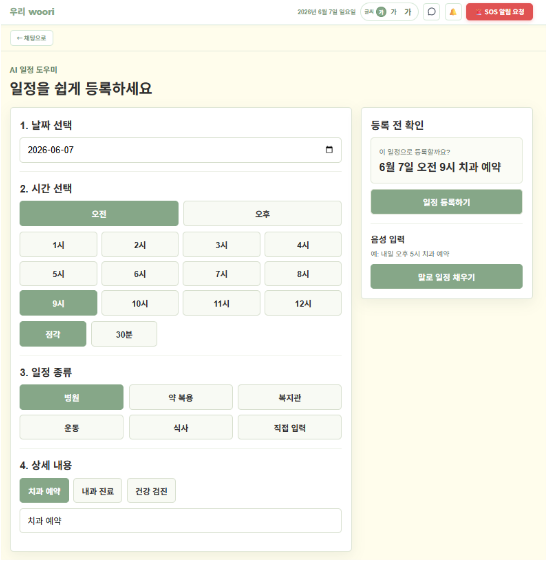 우리 woori
2026년 6월 7일 일요일
글씨 가 가 가
SOS 알림 요청
← 채팅으로
AI 일정 도우미
일정을 쉽게 등록하세요
1. 날짜 선택
2026-06-07
2. 시간 선택
오전 오후
1시 2시 3시 4시
5시 6시 7시 8시
9시 10시 11시 12시
정각 30분
3. 일정 종류
병원 약 복용 복지관
운동 식사 직접 입력
4. 상세 내용
치과 예약 내과 진료 건강 검진
치과 예약
등록 전 확인
이 일정으로 등록할까요?
6월 7일 오전 9시 치과 예약
일정 등록하기
음성 입력
예: 내일 오후 5시 치과 예약
말로 일정 채우기